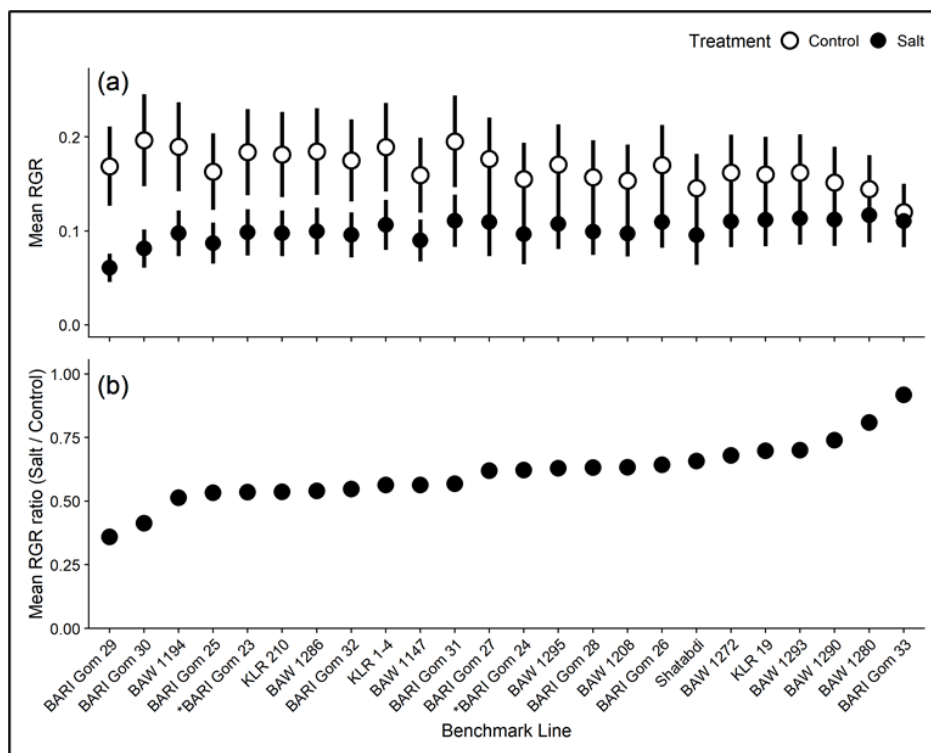 Treatment Control Salt
(a)
Mean RGR
0.2
0.1
0.0
(b)
Mean RGR ratio (Salt / Control)
1.00
0.75
0.50
0.25
0.00
BARI Gom 29
BARI Gom 30
BAW 1194
BARI Gom 25
*BARI Gom 23
KLR 210
BAW 1286
BARI Gom 32
KLR 1-4
BAW 1147
BARI Gom 31
BARI Gom 27
*BARI Gom 24
BAW 1295
BARI Gom 28
BAW 1208
BARI Gom 26
Shatabdi
BAW 1272
KLR 19
BAW 1293
BAW 1290
BAW 1280
BARI Gom 33
Benchmark Line